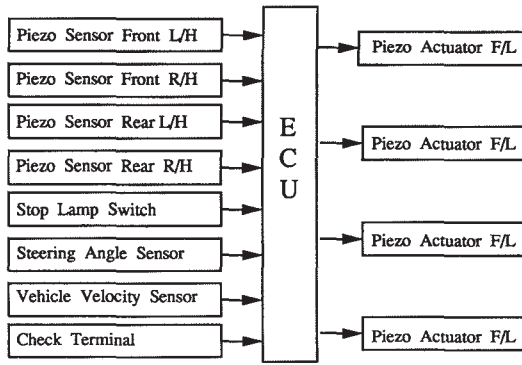 Piezo Sensor Front L/H
Piezo Sensor Front R/H
Piezo Sensor Rear L/H
Piezo Sensor Rear R/H
Stop Lamp Switch
Steering Angle Sensor
Vehicle Velocity Sensor
Check Terminal
E
C
U
Piezo Actuator F/L
Piezo Actuator F/L
Piezo Actuator F/L
Piezo Actuator F/L